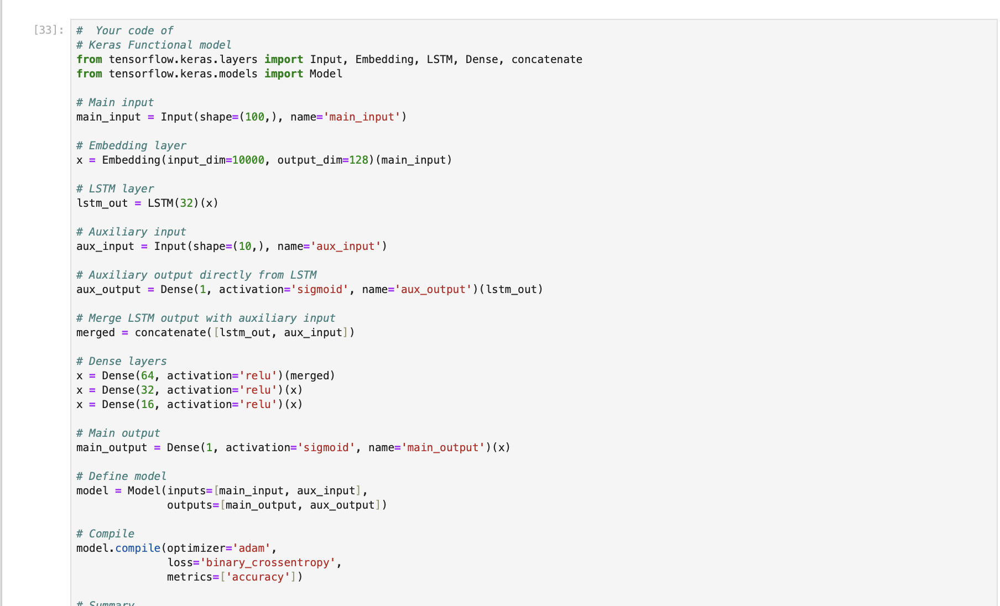 [33]:
#  Your code of
# Keras Functional model
from tensorflow.keras.layers import Input, Embedding, LSTM, Dense, concatenate
from tensorflow.keras.models import Model
# Main input
main_input = Input(shape=(100,), name='main_input')
# Embedding layer
x = Embedding(input_dim=10000, output_dim=128)(main_input)
# LSTM layer
lstm_out = LSTM(32)(x)
# Auxiliary input
aux_input = Input(shape=(10,), name='aux_input')
# Auxiliary output directly from LSTM
aux_output = Dense(1, activation='sigmoid', name='aux_output')(lstm_out)
# Merge LSTM output with auxiliary input
merged = concatenate([lstm_out, aux_input])
# Dense layers
x = Dense(64, activation='relu')(merged)
x = Dense(32, activation='relu')(x)
x = Dense(16, activation='relu')(x)
# Main output
main_output = Dense(1, activation='sigmoid', name='main_output')(x)
# Define model
model = Model(inputs=[main_input, aux_input],
              outputs=[main_output, aux_output])
# Compile
model.compile(optimizer='adam',
              loss='binary_crossentropy',
              metrics=['accuracy'])
# Summary